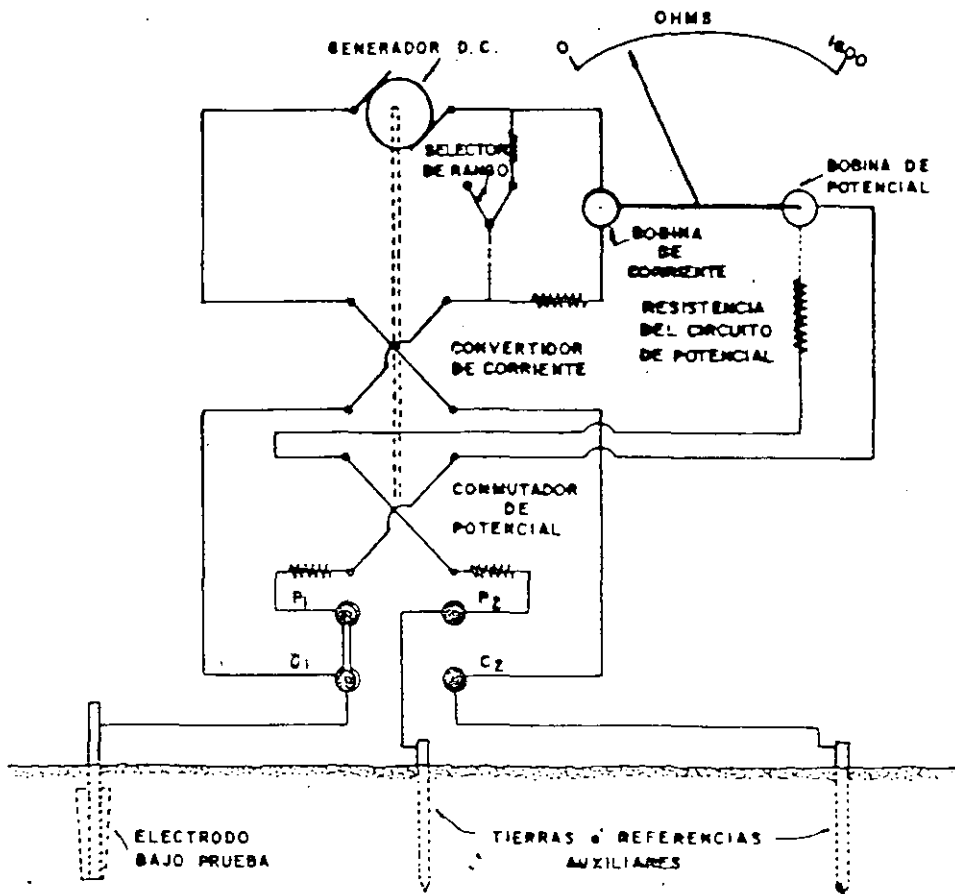 OHMS
0
1500
GENERADOR D.C.
SELECTOR
DE RANGO
BOBINA DE
POTENCIAL
BOBINA
DE
CORRIENTE
RESISTENCIA
DEL CIRCUITO
DE POTENCIAL
CONVERTIDOR
DE CORRIENTE
CONMUTADOR
DE
POTENCIAL
P1
P2
C1
C2
ELECTRODO
BAJO PRUEBA
TIERRAS o' REFERENCIAS
AUXILIARES